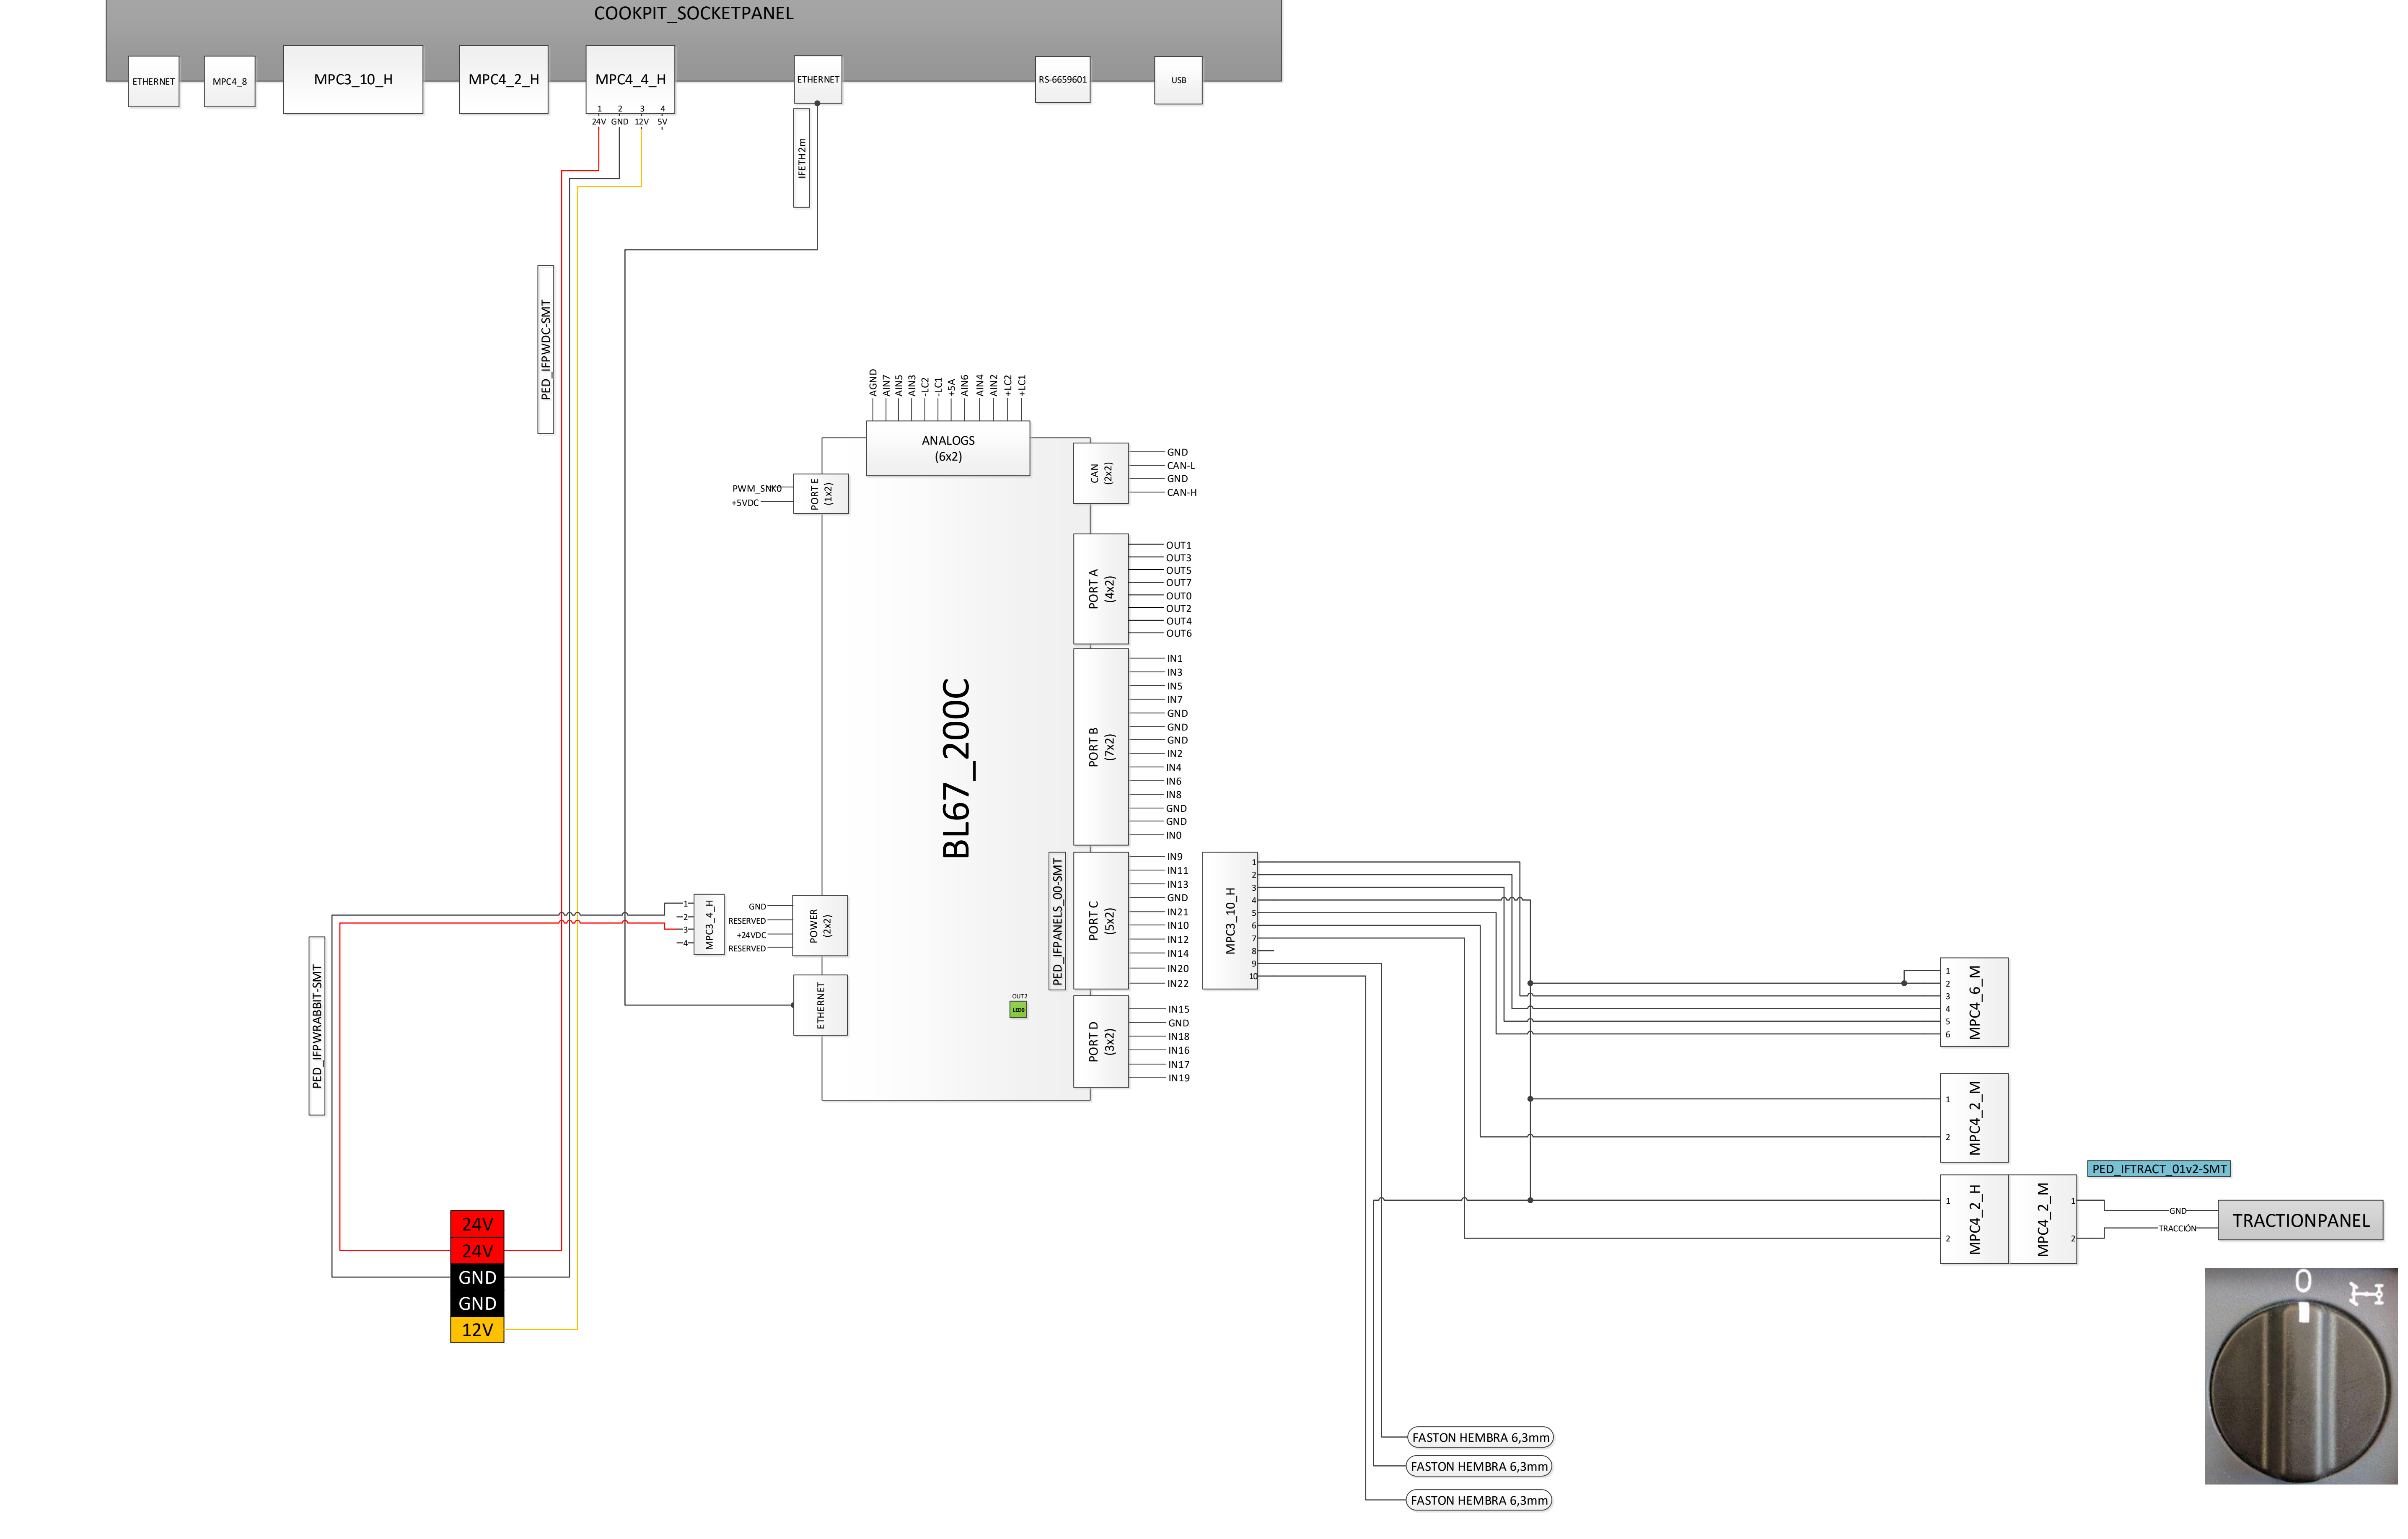 COOKPIT_SOCKETPANEL
ETHERNET
MPC4_8
MPC3_10_H
MPC4_2_H
MPC4_4_H
1 2 3 4
24V GND 12V 5V
ETHERNET
RS-6659601
USB
IFETH2m
PED_IFPWDC-SMT
AGND
AIN7
AIN5
AIN3
-LC2
-LC1
+5A
AIN6
AIN4
AIN2
+LC2
+LC1
ANALOGS
(6x2)
PWM_SNK0
+5VDC
PORT E
(1x2)
CAN
(2x2)
GND
CAN-L
GND
CAN-H
PORT A
(4x2)
OUT1
OUT3
OUT5
OUT7
OUT0
OUT2
OUT4
OUT6
BL67_200C
PORT B
(7x2)
IN1
IN3
IN5
IN7
GND
GND
GND
IN2
IN4
IN6
IN8
GND
GND
IN0
PED_IFPANELS_00-SMT
PORT C
(5x2)
IN9
IN11
IN13
GND
IN21
IN10
IN12
IN14
IN20
IN22
MPC3_10_H
1
2
3
4
5
6
7
8
9
10
1
2
3
4
MPC3_4_H
GND
RESERVED
+24VDC
RESERVED
POWER
(2x2)
ETHERNET
OUT2
LED0
PORT D
(3x2)
IN15
GND
IN18
IN16
IN17
IN19
PED_IFPWRABBIT-SMT
1
2
3
4
5
6
MPC4_6_M
1
2
MPC4_2_M
PED_IFTRACT_01v2-SMT
1
2
MPC4_2_H
MPC4_2_M
1
2
GND
TRACCIÓN
TRACTIONPANEL
24V
24V
GND
GND
12V
0
FASTON HEMBRA 6,3mm
FASTON HEMBRA 6,3mm
FASTON HEMBRA 6,3mm